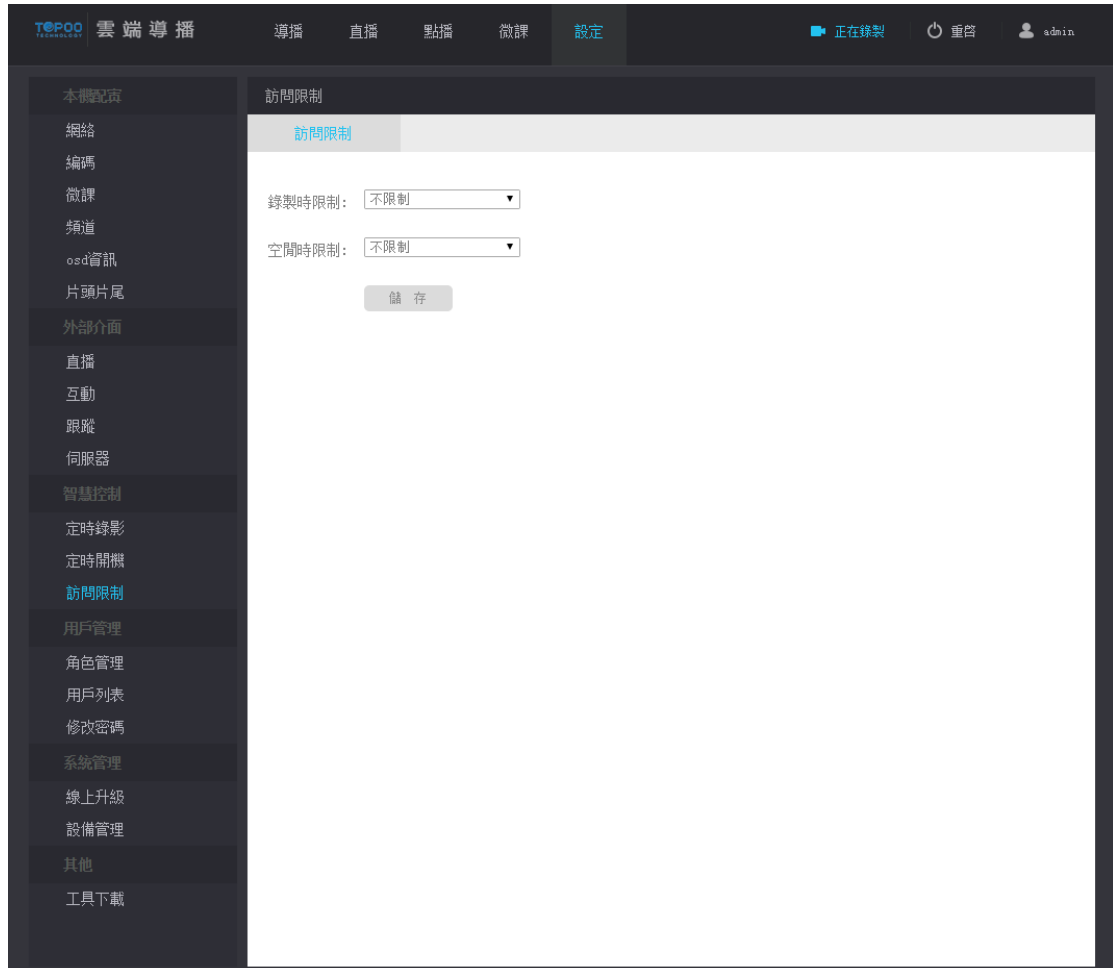 TOPOO
TECHNOLOGY
雲端導播
導播 直播 點播 微課 設定
正在錄製 重啓 admin
本機配寘
網絡
編碼
微課
頻道
osd資訊
片頭片尾
外部介面
直播
互動
跟蹤
伺服器
智慧控制
定時錄影
定時開機
訪問限制
用戶管理
角色管理
用戶列表
修改密碼
系統管理
線上升級
設備管理
其他
工具下載
訪問限制
訪問限制
錄製時限制: 不限制
空閒時限制: 不限制
儲 存